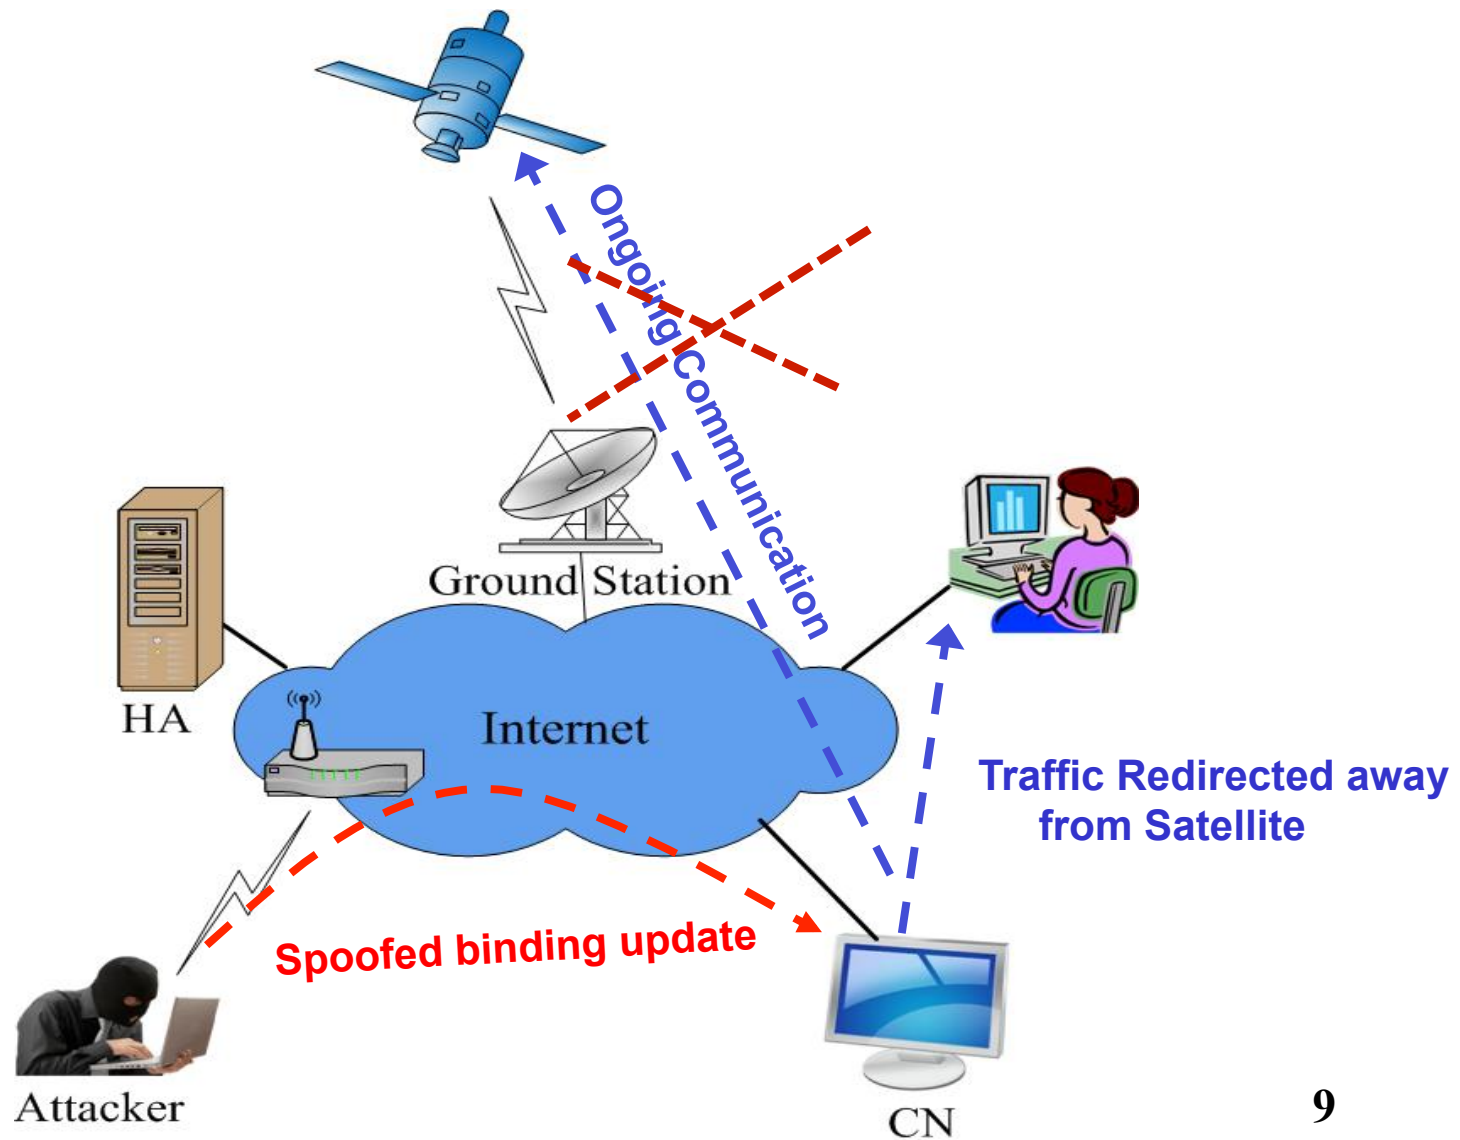 Ongoing Communication
Ground Station
HA
Internet
Traffic Redirected away
from Satellite
Spoofed binding update
Attacker
CN
9